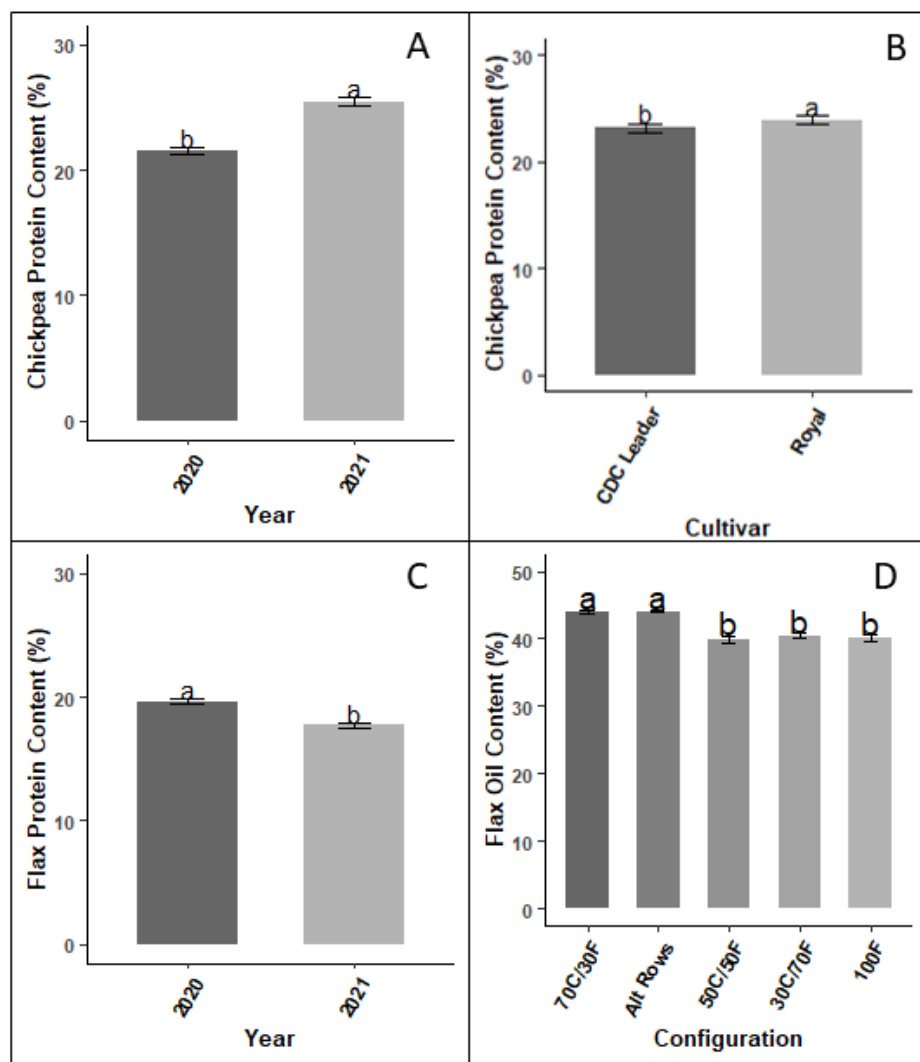 A
Chickpea Protein Content (%)
30
20
10
0
b
a
2020
2021
Year
B
Chickpea Protein Content (%)
30
20
10
0
b
a
CDC Leader
Royal
Cultivar
C
Flax Protein Content (%)
30
20
10
0
a
b
2020
2021
Year
D
Flax Oil Content (%)
50
40
30
20
10
0
a
a
b
b
b
70C/30F
Alt Rows
50C/50F
30C/70F
100F
Configuration